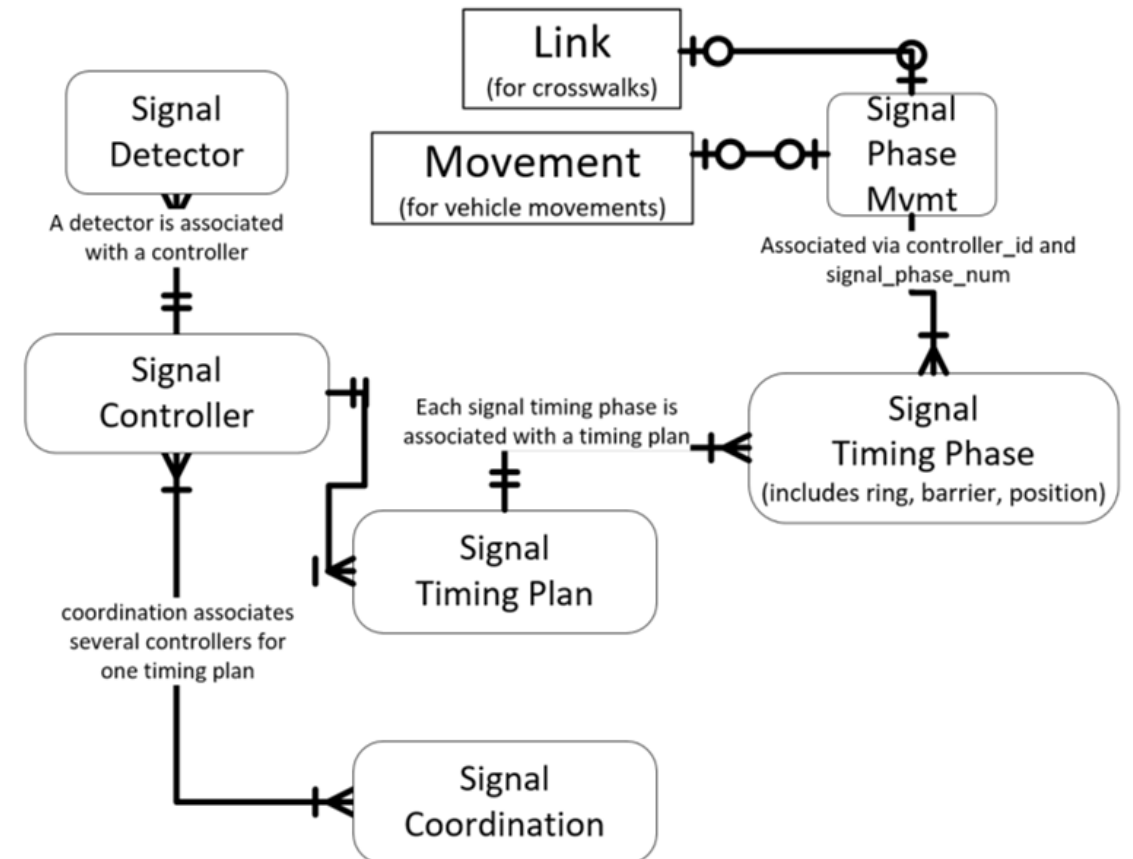 Link
(for crosswalks)
Signal
Detector
Signal
Phase
Mvmt
Movement
(for vehicle movements)
A detector is associated
with a controller
Associated via controller_id and
signal_phase_num
Signal
Controller
Each signal timing phase is
associated with a timing plan
Signal
Timing Phase
(includes ring, barrier, position)
Signal
Timing Plan
coordination associates
several controllers for
one timing plan
Signal
Coordination